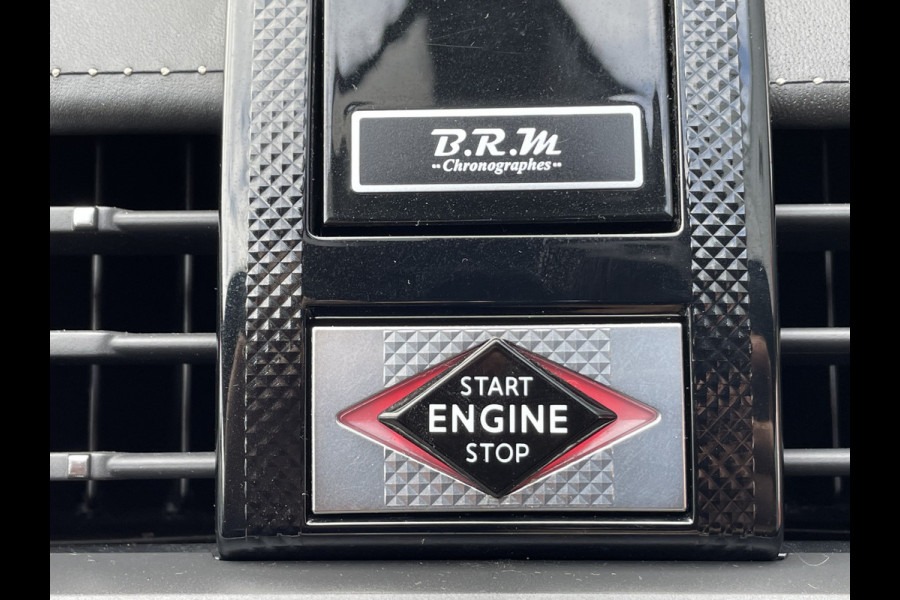 B.R.M
Chronographes
START
ENGINE
STOP